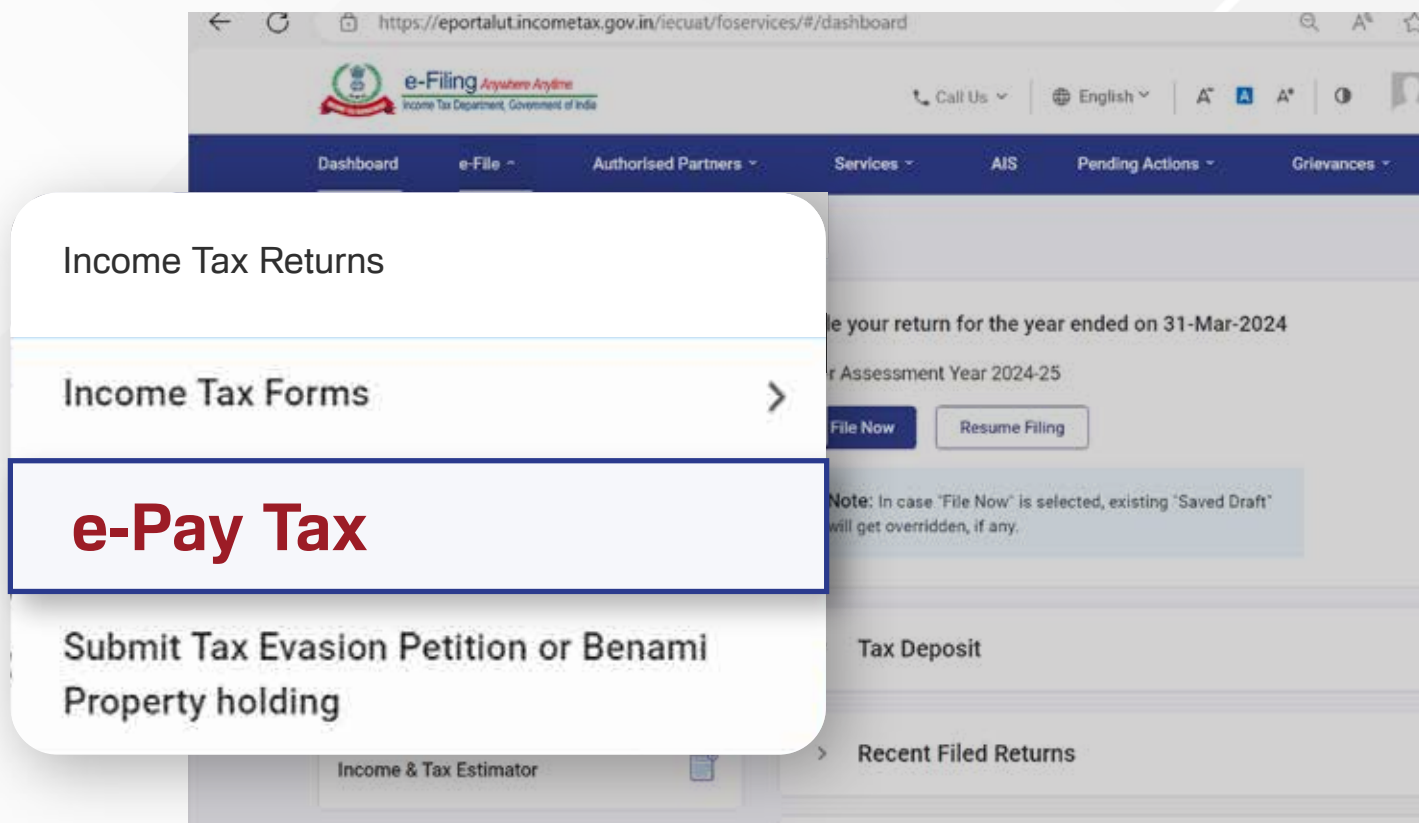 https://eportalut.incometax.gov.in/iecuat/foservices/#/dashboard
e-Filing Anywhere Anytime
Income Tax Department, Government of India
Call Us English A- A A+
Dashboard e-File Authorised Partners Services AIS Pending Actions Grievances
Income Tax Returns
Income Tax Forms
e-Pay Tax
Submit Tax Evasion Petition or Benami
Property holding
le your return for the year ended on 31-Mar-2024
r Assessment Year 2024-25
File Now Resume Filing
Note: In case "File Now" is selected, existing "Saved Draft"
will get overridden, if any.
Tax Deposit
Recent Filed Returns
Income & Tax Estimator